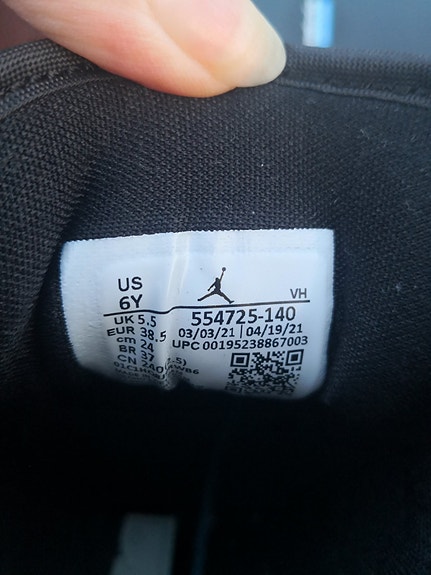 US
6Y
VH
UK 5.5
EUR 38.5
cm 24
BR 37
CN 240
554725-140
03/03/21 | 04/19/21
UPC 00195238867003